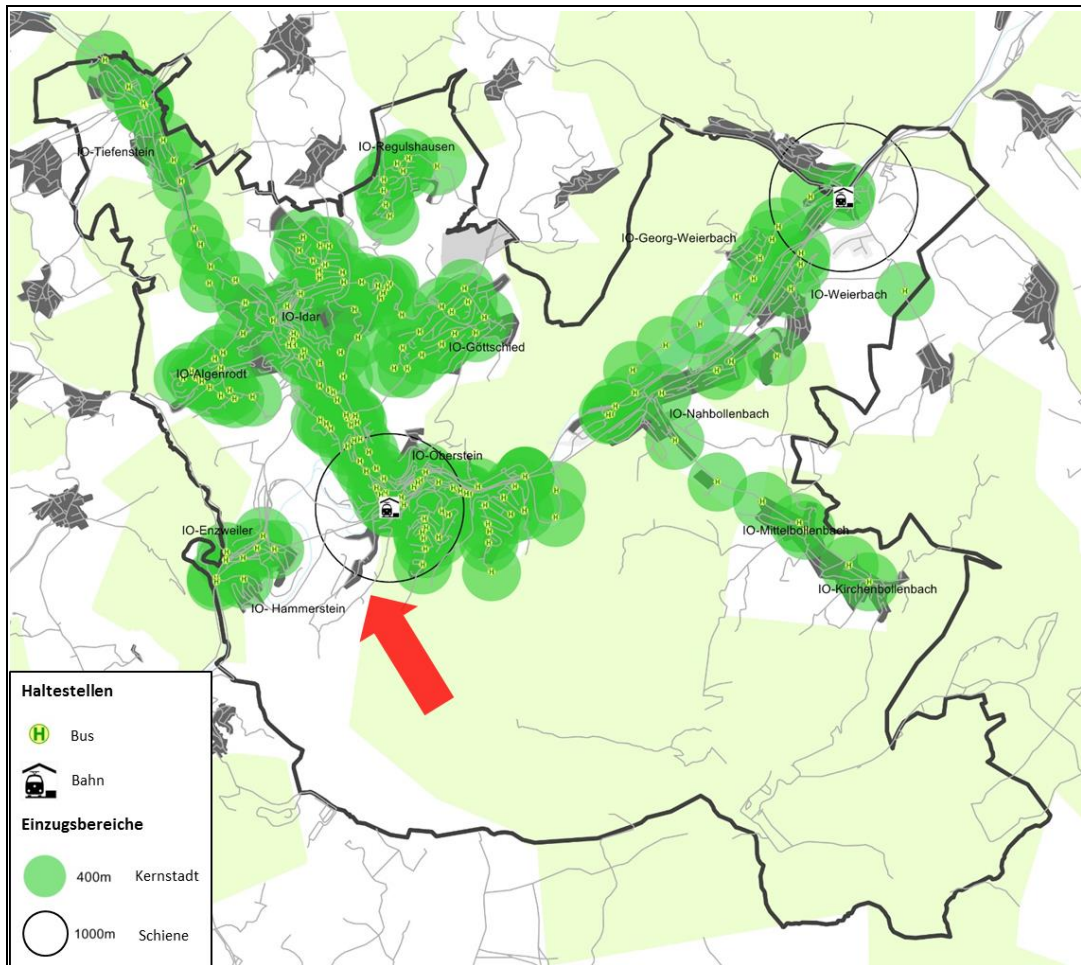 IO-Tiefenstein
IO-Regulshausen
IO-Georg-Weierbach
IO-Weierbach
IO-Idar
IO-Göttschied
IO-Algenrodt
IO-Nahbollenbach
IO-Oberstein
IO-Enzweiler
IO-Mittelbollenbach
IO-Kirchenbollenbach
IO- Hammerstein
Haltestellen
H Bus
Bahn
Einzugsbereiche
400m Kernstadt
1000m Schiene